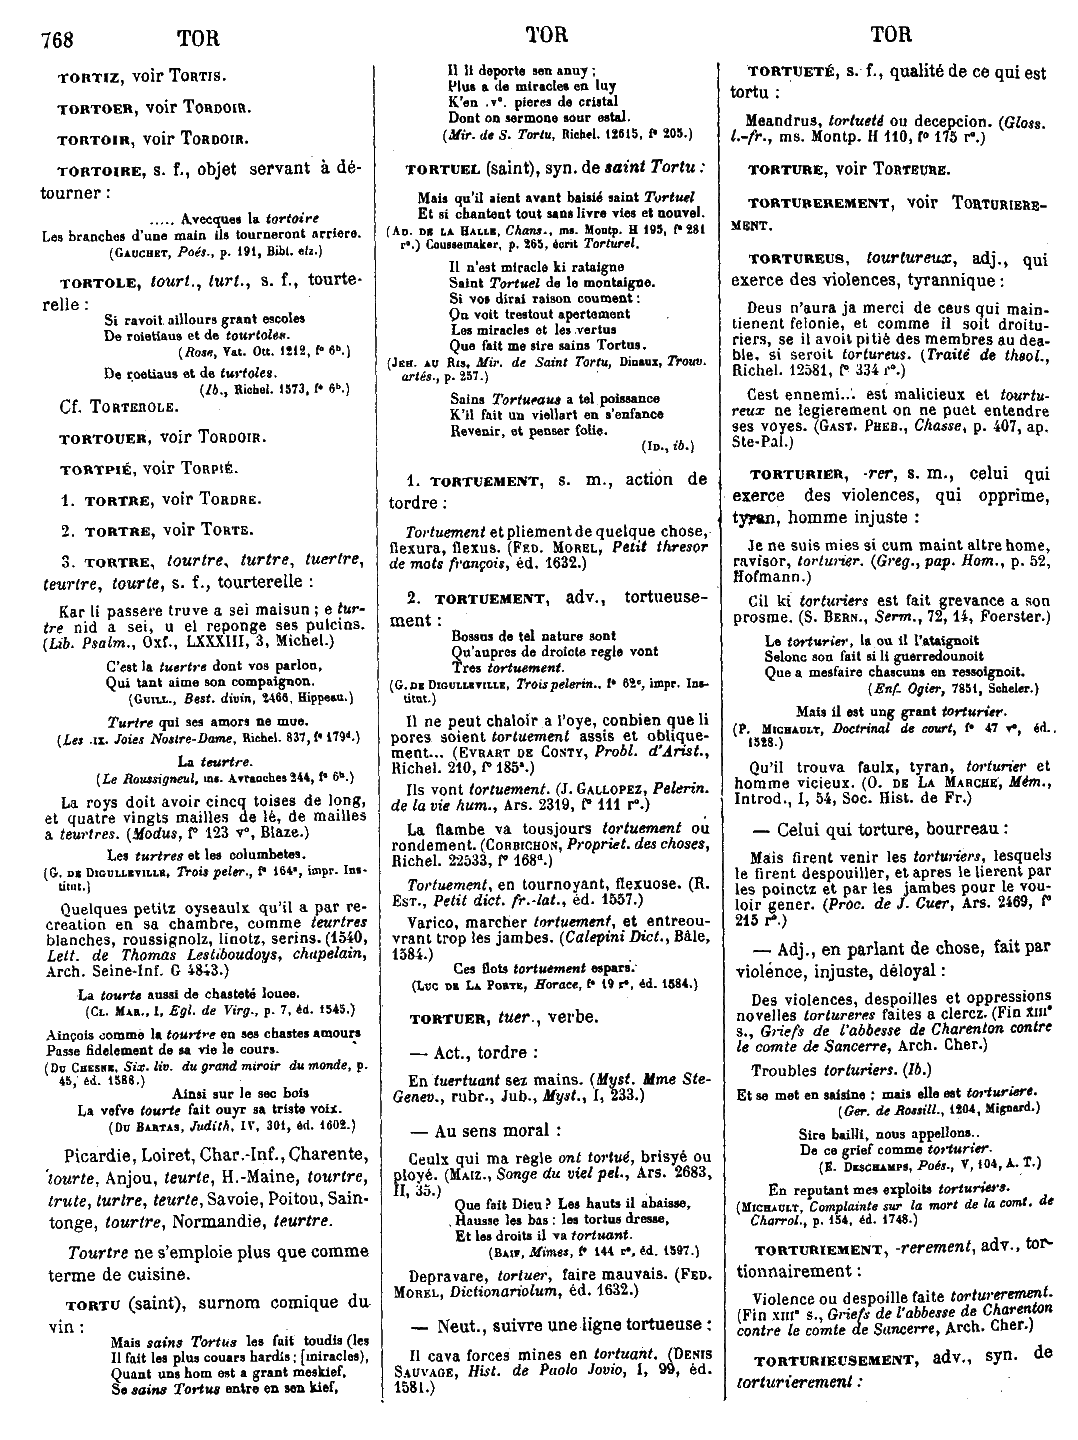 768 TOR
TOR
TOR
TORTIZ, voir TORTIS.
TORTOER, voir TORDOIR.
TORTOIR, voir TORDOIR.
TORTOIRE, s. f., objet servant à dé-
tourner :
..... Avecques la tortoire
Les branches d'une main ils tourneront arriere.
(GAUCHET, Poés., p. 191, Bibl. elz.)
TORTOLE, tourt., turt., s. f., tourte-
relle :
Si ravoit aillours grant escoles
De roietiaus et de tourtoles.
(Rose, Vat. Ott. 1212, f° 6ᵇ.)
De roetiaus et de turtoles.
(Ib., Richel. 1573, f° 6ᵇ.)
Cf. TORTEROLE.
TORTOUER, voir TORDOIR.
TORTPIÉ, voir TORPIÉ.
1. TORTRE, voir TORDRE.
2. TORTRE, voir TORTE.
3. TORTRE, tourtre, turtre, tuertre,
teurtre, tourte, s. f., tourterelle :
Kar li passere truve a sei maisun ; e tur-
tre nid a sei, u el reponge ses pulcins.
(Lib. Psalm., Oxf., LXXXIII, 3, Michel.)
C'est la tuertre dont vos parlon,
Qui tant aime son compaignon.
(GUILL., Best. divin, 2466, Hippeau.)
Turtre qui ses amors ne mue.
(Les .IX. Joies Nostre-Dame, Richel. 837, f° 179ᵈ.)
La teurtre.
(Le Roussigneul, ms. Avranches 244, f° 6ᵇ.)
La roys doit avoir cinq toises de long,
et quatre vingts mailles de lé, de mailles
a teurtres. (Modus, f° 123 v°, Blaze.)
Les turtres et les columbetes.
(G. DE DIGULLEVILLE, Trois peler., f° 164ᵃ, impr. Ins-
titut.)
Quelques petitz oyseaulx qu'il a par re-
creation en sa chambre, comme teurtres
blanches, roussignolz, linotz, serins. (1540,
Lett. de Thomas Lestiboudoys, chapelain,
Arch. Seine-Inf. G 4843.)
La tourte aussi de chasteté louee.
(CL. MAR., I, Egl. de Virg., p. 7, éd. 1545.)
Ainçois comme la tourtre en ses chastes amours
Passe fidelement de sa vie le cours.
(DU CHESNE, Six. liv. du grand miroir du monde, p.
45, éd. 1588.)
Ainsi sur le sec bois
La vefve tourte fait ouyr sa triste voix.
(DU BARTAS, Judith, IV, 301, éd. 1602.)
Picardie, Loiret, Char.-Inf., Charente,
tourte, Anjou, teurte, H.-Maine, tourtre,
trute, turtre, teurte, Savoie, Poitou, Sain-
tonge, tourtre, Normandie, teurtre.
Tourtre ne s'emploie plus que comme
terme de cuisine.
TORTU (saint), surnom comique du
vin :
Mais sains Tortus les fait toudis (les
Il fait les plus couars hardis ; [miracles),
Quant uns hom est a grant meskief,
Se sains Tortus entre en sen kief,
Il li deporte sen anuy ;
Plus a de miracles en luy
K'en .v°. pieres de cristal
Dont on sermone sour estal.
(Mir. de S. Tortu, Richel. 12615, f° 205.)
TORTUEL (saint), syn. de saint Tortu :
Mais qu'il aient avant baisié saint Tortuel
Et si chantent tout sans livre vies et nouvel.
(AD. DE LA HALLE, Chans., ms. Montp. H 195, f° 281
r°.) Coussemaker, p. 265, écrit Torturel.
Il n'est miracle ki rataigne
Saint Tortuel de le montaigne.
Si vos dirai raison coument :
On voit trestout apertement
Les miracles et les vertus
Que fait me sire sains Tortus.
(JEH. AU RIS, Mir. de Saint Tortu, Dinaux, Trouv.
artés., p. 257.)
Sains Tortueaus a tel poissance
K'il fait un viellart en s'enfance
Revenir, et penser folie.
(ID., ib.)
1. TORTUEMENT, s. m., action de
tordre :
Tortuement et pliement de quelque chose,
flexura, flexus. (FED. MOREL, Petit thresor
de mots françois, éd. 1632.)
2. TORTUEMENT, adv., tortueuse-
ment :
Bossus de tel nature sont
Qu'aupres de droicte regle vont
Tres tortuement.
(G. DE DIGULLEVILLE, Trois pelerin., f° 62ᶜ, impr. Ins-
titut.)
Il ne peut chaloir a l'oye, conbien que li
pores soient tortuement assis et oblique-
ment... (EVRART DE CONTY, Probl. d'Arist.,
Richel. 210, f° 185ᵃ.)
Ils vont tortuement. (J. GALLOPEZ, Pelerin.
de la vie hum., Ars. 2319, f° 111 r°.)
La flambe va tousjours tortuement ou
rondement. (CORBICHON, Propriet. des choses,
Richel. 22533, f° 168ᵈ.)
Tortuement, en tournoyant, flexuose. (R.
EST., Petit dict. fr.-lat., éd. 1557.)
Varico, marcher tortuement, et entreou-
vrant trop les jambes. (Calepini Dict., Bâle,
1584.)
Ces flots tortuement espars.
(LUC DE LA PORTE, Horace, f° 19 r°, éd. 1584.)
TORTUER, tuer., verbe.
— Act., tordre :
En tuertuant sez mains. (Myst. Mme Ste-
Genev., rubr., Jub., Myst., I, 233.)
— Au sens moral :
Ceulx qui ma regle ont tortué, brisyé ou
ployé. (MAIZ., Songe du viel pel., Ars. 2683,
II, 35.)
Que fait Dieu ? Les hauts il abaisse,
Hausse les bas : les tortus dresse,
Et les droits il va tortuant.
(BAIF, Mimes, f° 144 r°, éd. 1597.)
Depravare, tortuer, faire mauvais. (FED.
MOREL, Dictionariolum, éd. 1632.)
— Neut., suivre une ligne tortueuse :
Il cava forces mines en tortuant. (DENIS
SAUVAGE, Hist. de Paolo Jovio, I, 99, éd.
1581.)
TORTUETÉ, s. f., qualité de ce qui est
tortu :
Meandrus, tortueté ou decepcion. (Gloss.
l.-fr., ms. Montp. H 110, f° 175 r°.)
TORTURE, voir TORTEURE.
TORTUREREMENT, voir TORTURIERE-
MENT.
TORTUREUS, tourtureux, adj., qui
exerce des violences, tyrannique :
Deus n'aura ja merci de ceus qui main-
tienent felonie, et comme il soit droitu-
riers, se il avoit pitié des membres au dea-
ble, si seroit tortureus. (Traité de theol.,
Richel. 12581, f° 334 r°.)
Cest ennemi... est malicieux et tourtu-
reux ne legierement on ne puet entendre
ses voyes. (GAST. PHEB., Chasse, p. 407, ap.
Ste-Pal.)
TORTURIER, -rer, s. m., celui qui
exerce des violences, qui opprime,
tyran, homme injuste :
Je ne suis mies si cum maint altre home,
ravisor, torturier. (Greg., pap. Hom., p. 52,
Hofmann.)
Cil ki torturiers est fait grevance a son
prosme. (S. BERN., Serm., 72, 14, Foerster.)
Le torturier, la ou il l'ataignoit
Selonc son fait si li guerredounoit
Que a mesfaire chascuns en ressoignoit.
(Enf. Ogier, 7851, Scheler.)
Mais il est ung grant torturier.
(P. MICHAULT, Doctrinal de court, f° 47 v°, éd.
1528.)
Qu'il trouva faulx, tyran, torturier et
homme vicieux. (O. DE LA MARCHE, Mém.,
Introd., I, 54, Soc. Hist. de Fr.)
— Celui qui torture, bourreau :
Mais firent venir les torturiers, lesquels
le firent despouiller, et apres le lierent par
les poinctz et par les jambes pour le vou-
loir gener. (Proc. de J. Cuer, Ars. 2469, f°
215 r°.)
— Adj., en parlant de chose, fait par
violence, injuste, déloyal :
Des violences, despoilles et oppressions
novelles tortureres faites a clercz. (Fin XIIIᵉ
s., Griefs de l'abbesse de Charenton contre
le comte de Sancerre, Arch. Cher.)
Troubles torturiers. (Ib.)
Et se met en saisine : mais elle est torturiere.
(Ger. de Rossill., 1204, Mignard.)
Sire bailli, nous appellons..
De ce grief comme torturier.
(E. DESCHAMPS, Poés., V, 104, A. T.)
En reputant mes exploits torturiers.
(MICHAULT, Complainte sur la mort de la comt. de
Charrol., p. 154, éd. 1748.)
TORTURIEMENT, -rerement, adv., tor-
tionnairement :
Violence ou despoille faite torturerement.
(Fin XIIIᵉ s., Griefs de l'abbesse de Charenton
contre le comte de Sancerre, Arch. Cher.)
TORTURIEUSEMENT, adv., syn. de
torturierement :